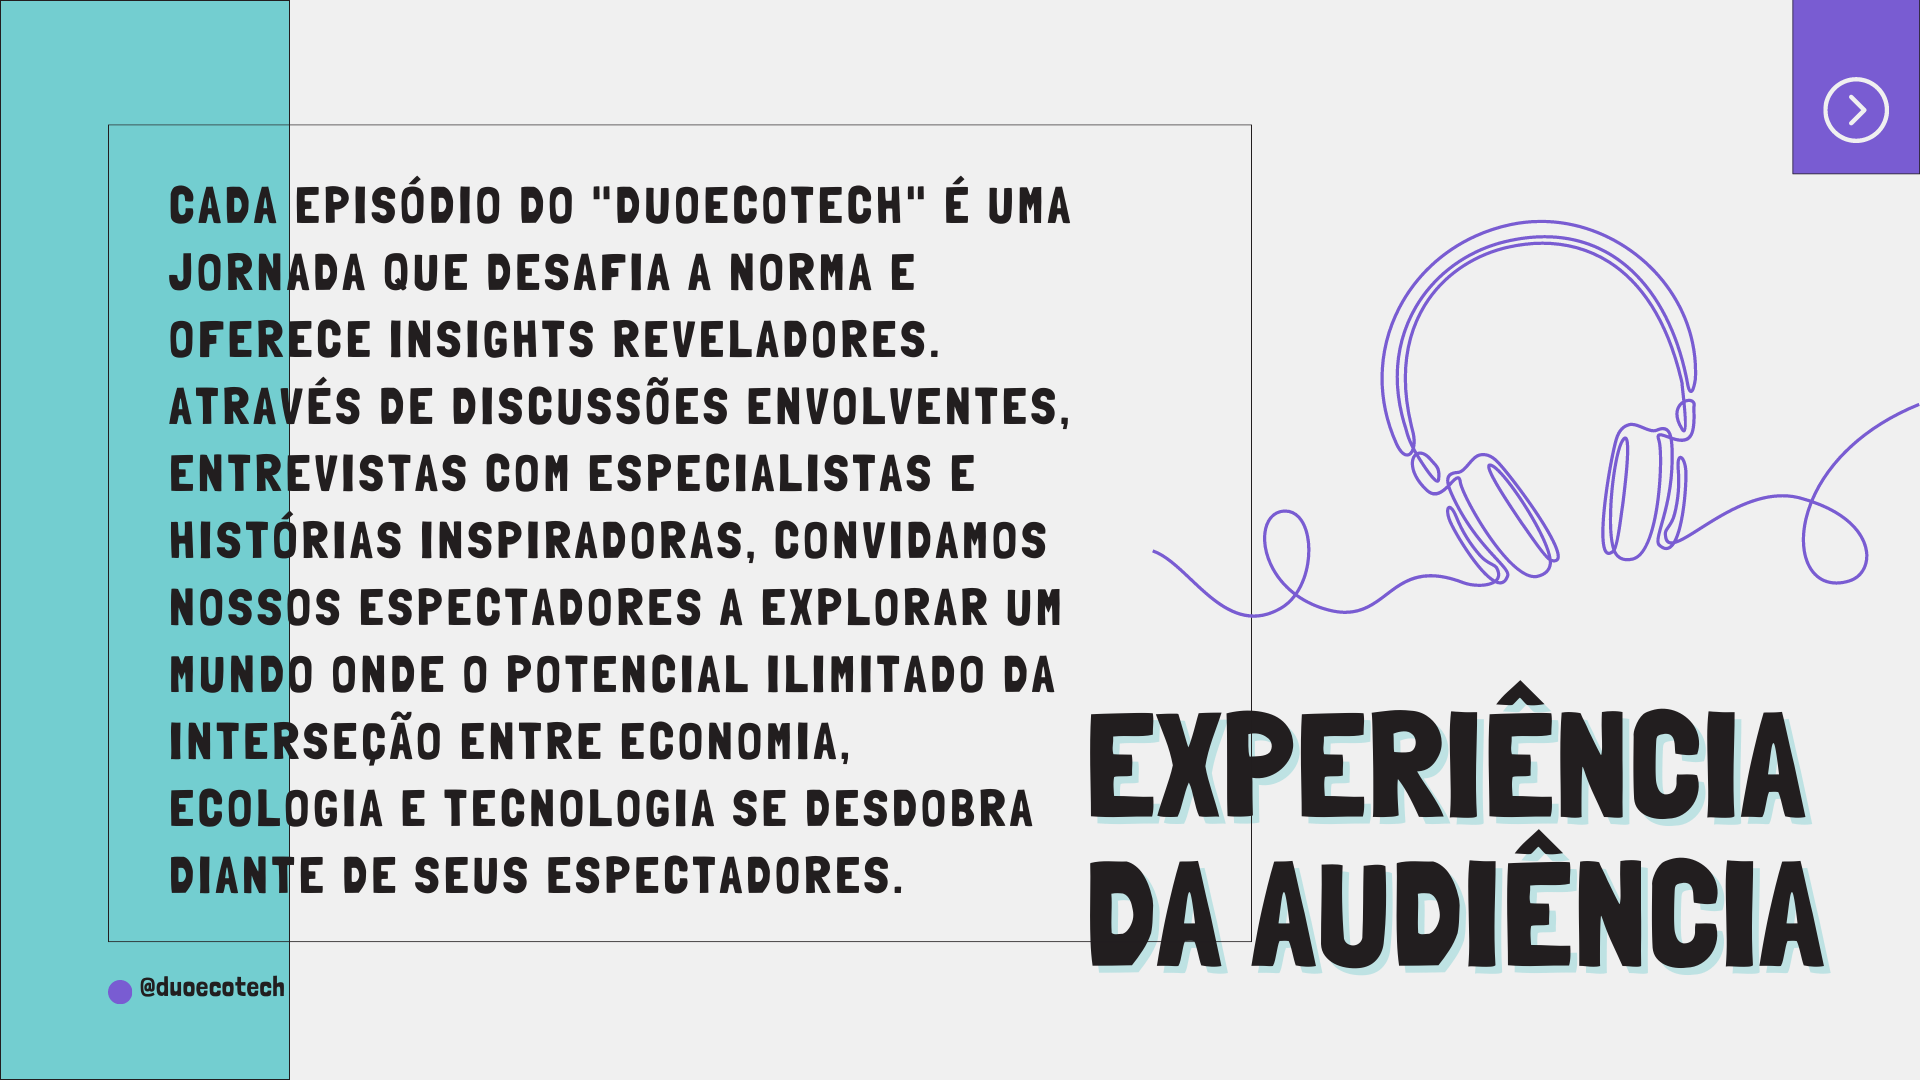 CADA EPISÓDIO DO "DUOECOTECH" É UMA
JORNADA QUE DESAFIA A NORMA E
OFERECE INSIGHTS REVELADORES.
ATRAVÉS DE DISCUSSÕES ENVOLVENTES,
ENTREVISTAS COM ESPECIALISTAS E
HISTÓRIAS INSPIRADORAS, CONVIDAMOS
NOSSOS ESPECTADORES A EXPLORAR UM
MUNDO ONDE O POTENCIAL ILIMITADO DA
INTERSEÇÃO ENTRE ECONOMIA,
ECOLOGIA E TECNOLOGIA SE DESDOBRA
DIANTE DE SEUS ESPECTADORES.
EXPERIÊNCIA
DA AUDIÊNCIA
@duoecotech